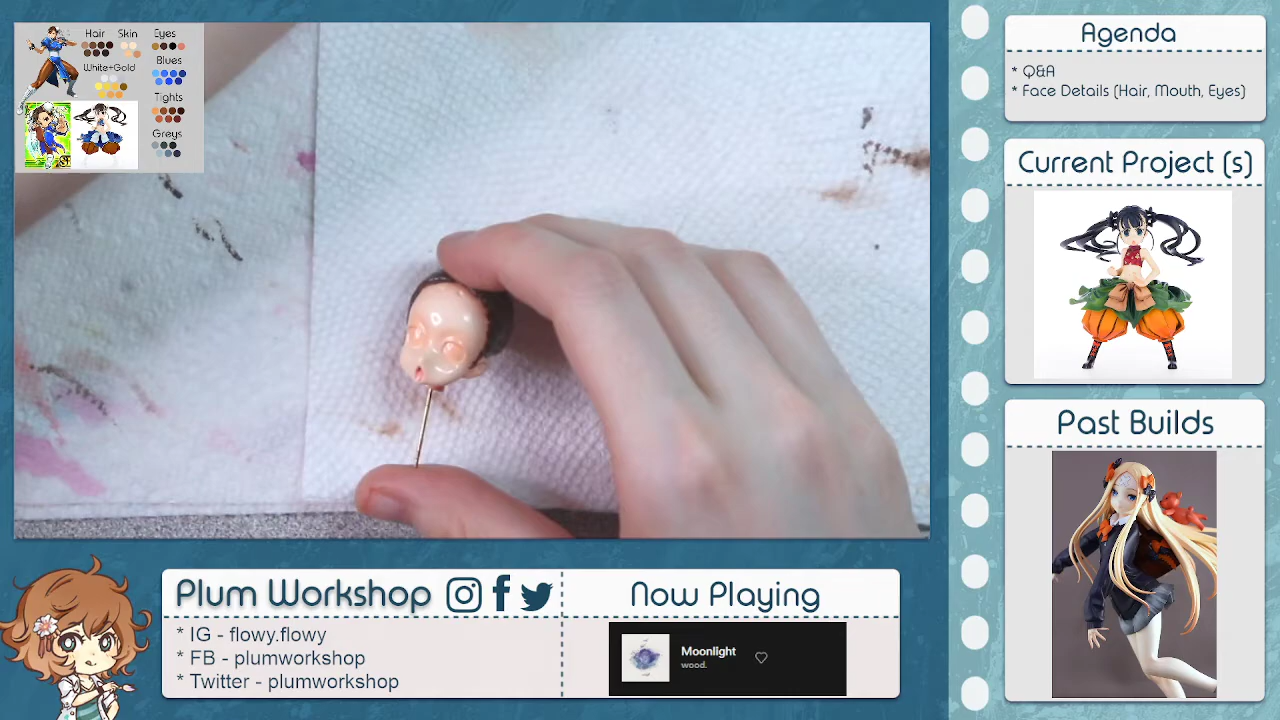 Hair Skin Eyes
White+Gold
Blues
Tights
Greys
Agenda
* Q&A
* Face Details (Hair, Mouth, Eyes)
Current Project (s)
Past Builds
Plum Workshop
* IG - flowy.flowy
* FB - plumworkshop
* Twitter - plumworkshop
Now Playing
Moonlight
wood.